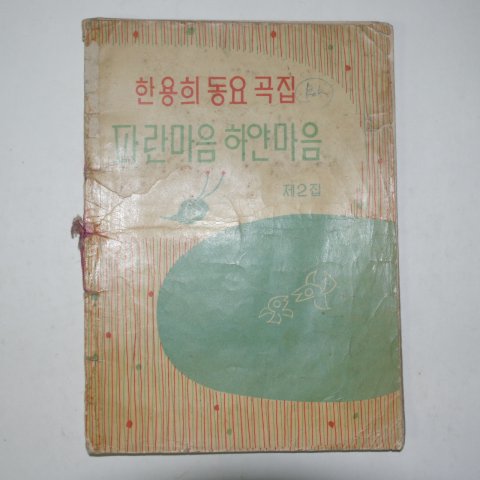 한용희 동요 곡집
파란마음 하얀마음
제2집